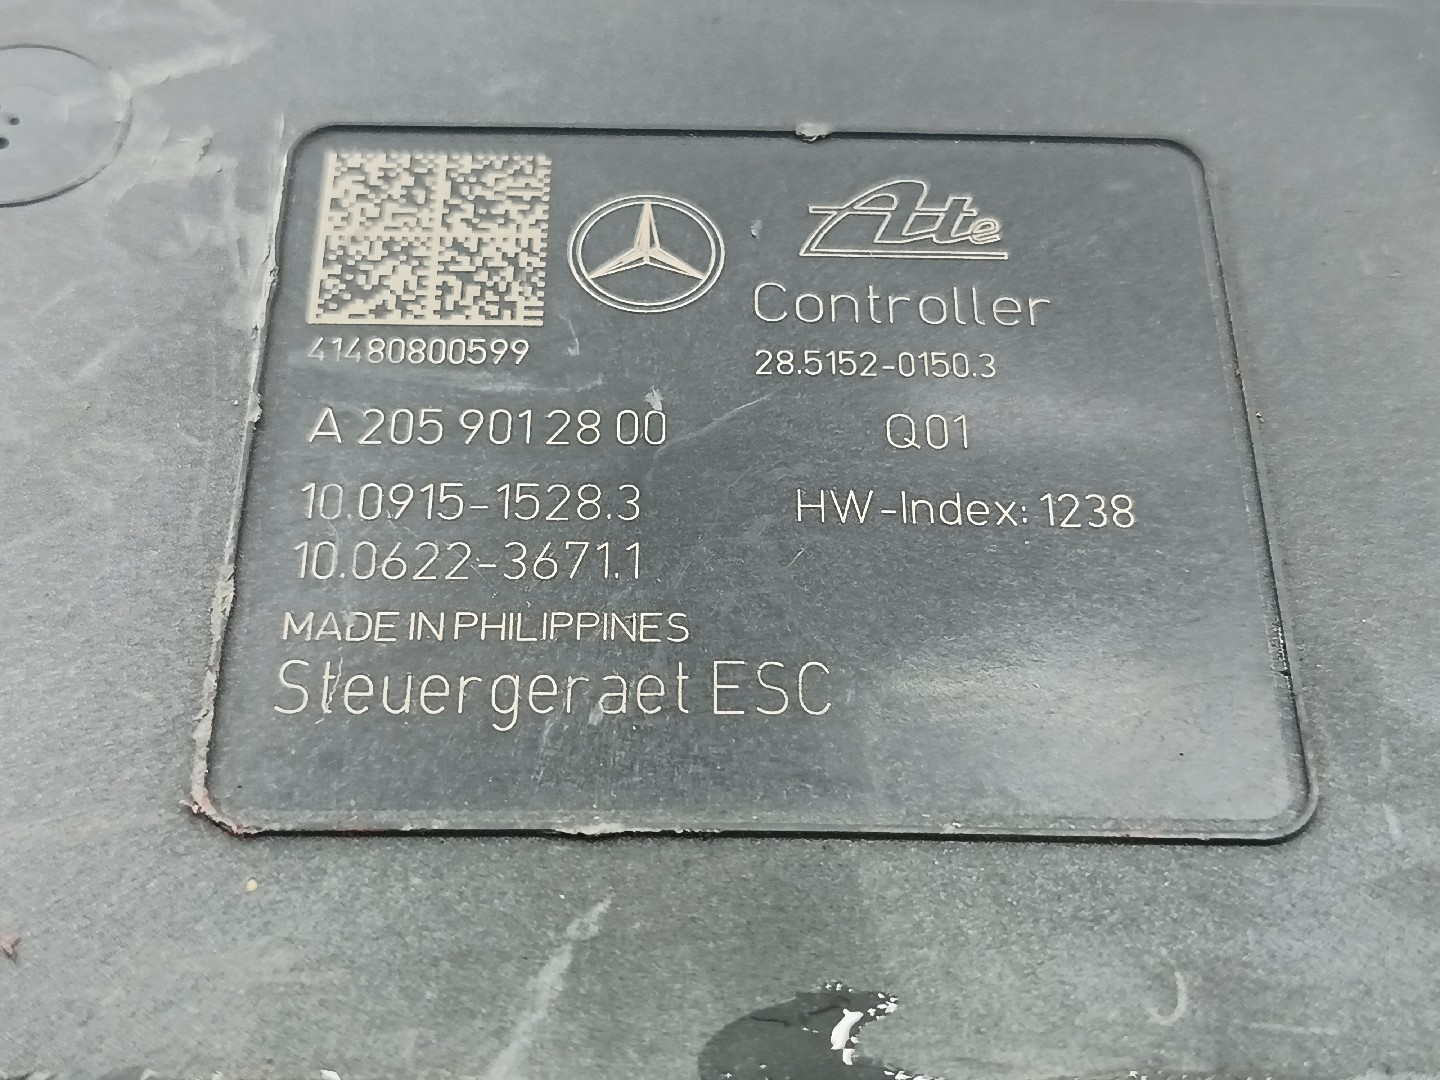 Ate
Controller
41480800599
28.5152-0150.3
A 205 901 28 00
Q01
10.0915-1528.3
HW-Index: 1238
10.0622-3671.1
MADE IN PHILIPPINES
Steuergeraet ESC